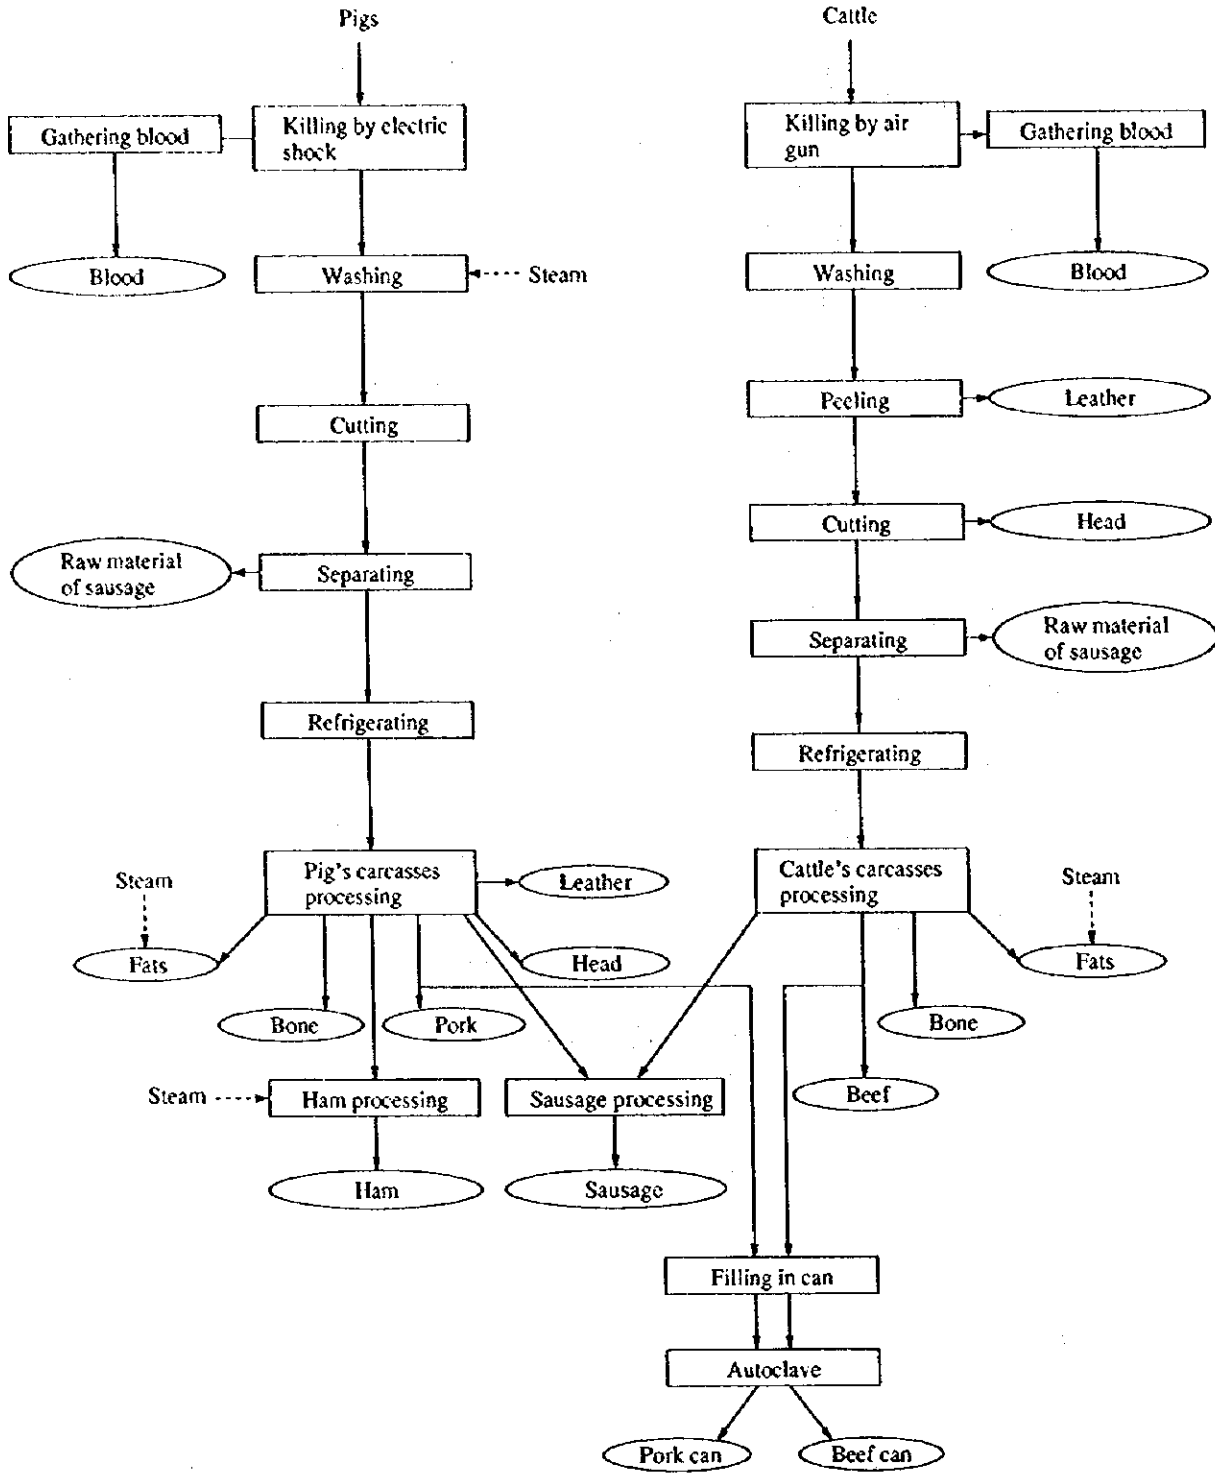 Pigs
Cattle
Gathering blood
Killing by electric
shock
Killing by air
gun
Gathering blood
Blood
Washing
Steam
Washing
Blood
Peeling
Leather
Cutting
Cutting
Head
Raw material
of sausage
Separating
Separating
Raw material
of sausage
Refrigerating
Refrigerating
Steam
Pig's carcasses
processing
Leather
Cattle's carcasses
processing
Steam
Fats
Head
Fats
Bone
Pork
Bone
Steam
Ham processing
Sausage processing
Beef
Ham
Sausage
Filling in can
Autoclave
Pork can
Beef can